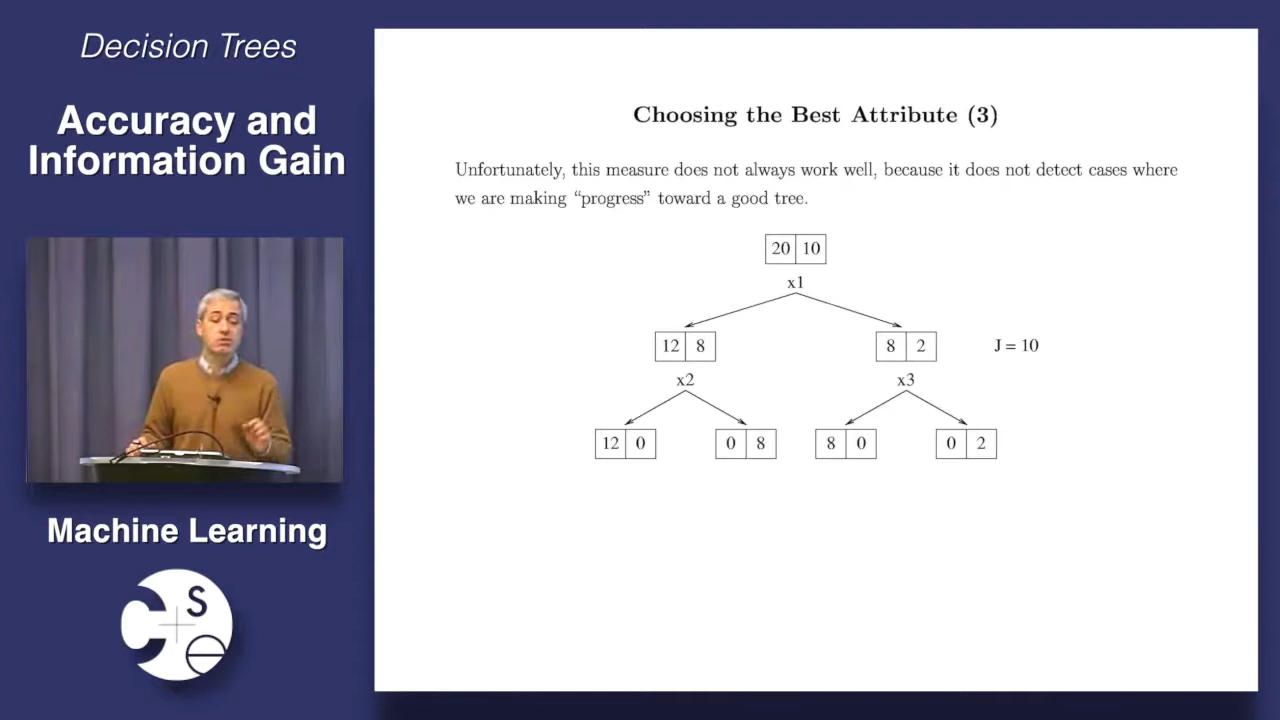 Decision Trees
Accuracy and
Information Gain
Machine Learning
C + S e
Choosing the Best Attribute (3)
Unfortunately, this measure does not always work well, because it does not detect cases where
we are making “progress” toward a good tree.
20 10
x1
12 8 8 2 J = 10
x2 x3
12 0 0 8 8 0 0 2